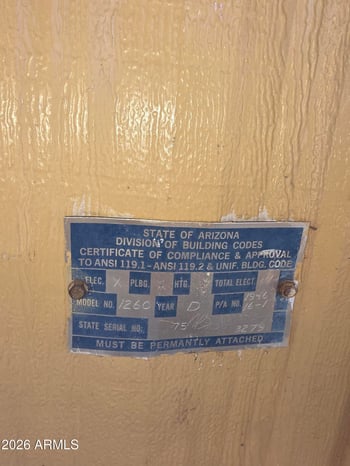 STATE OF ARIZONA
DIVISION OF BUILDING CODES
CERTIFICATE OF COMPLIANCE & APPROVAL
TO ANSI 119.1 - ANSI 119.2 & UNIF. BLDG. CODE
ELEC. X PLBG. HTG. TOTAL ELECT.
MODEL NO. 1260 YEAR D P/A NO.
STATE SERIAL NO.
MUST BE PERMANTLY ATTACHED
© 2026 ARMLS